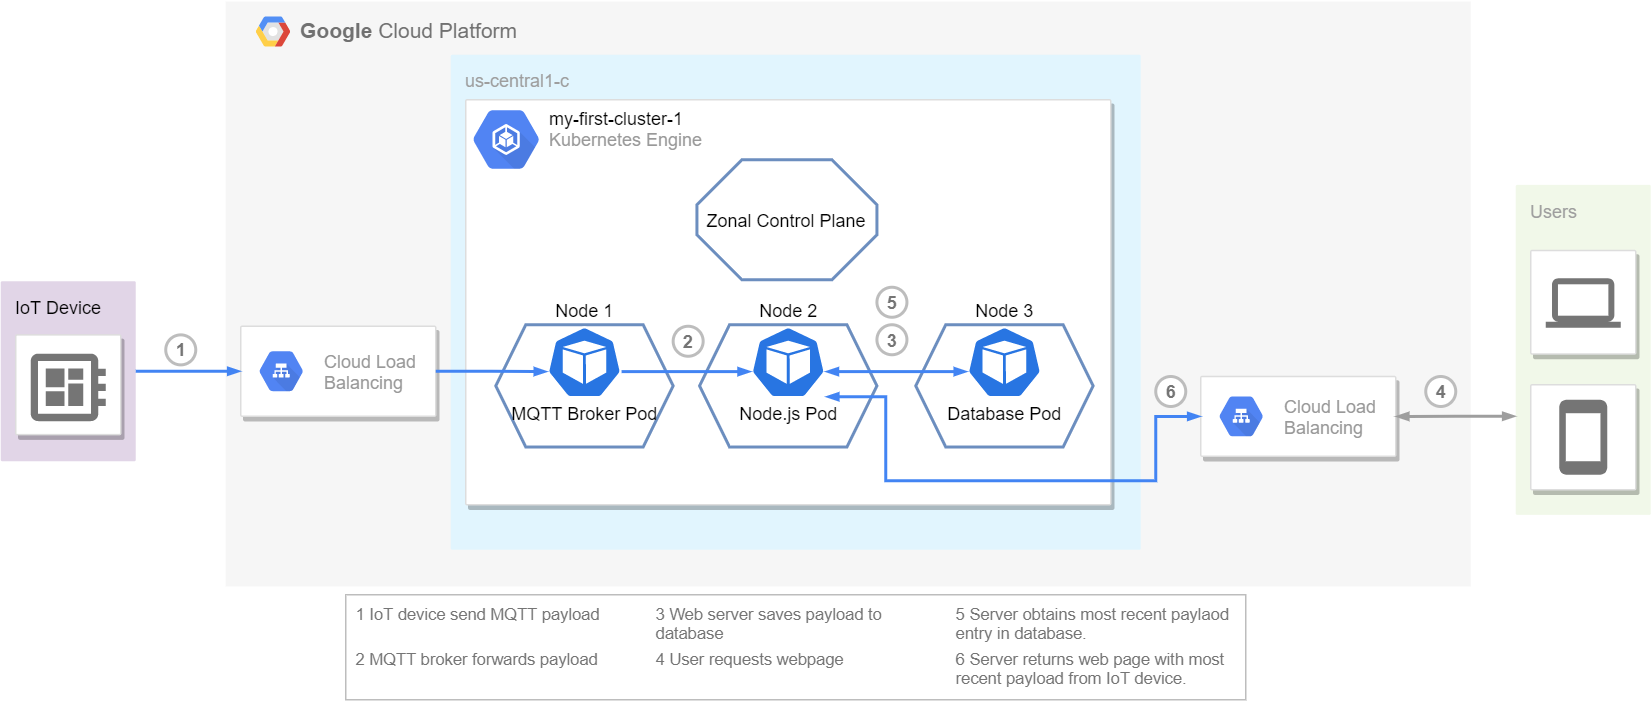 Google Cloud Platform
us-central1-c
my-first-cluster-1
Kubernetes Engine
Zonal Control Plane
Users
IoT Device
1
Cloud Load
Balancing
Node 1
MQTT Broker Pod
2
Node 2
Node.js Pod
5
3
Node 3
Database Pod
6
Cloud Load
Balancing
4
1 IoT device send MQTT payload
2 MQTT broker forwards payload
3 Web server saves payload to
database
4 User requests webpage
5 Server obtains most recent paylaod
entry in database.
6 Server returns web page with most
recent payload from IoT device.